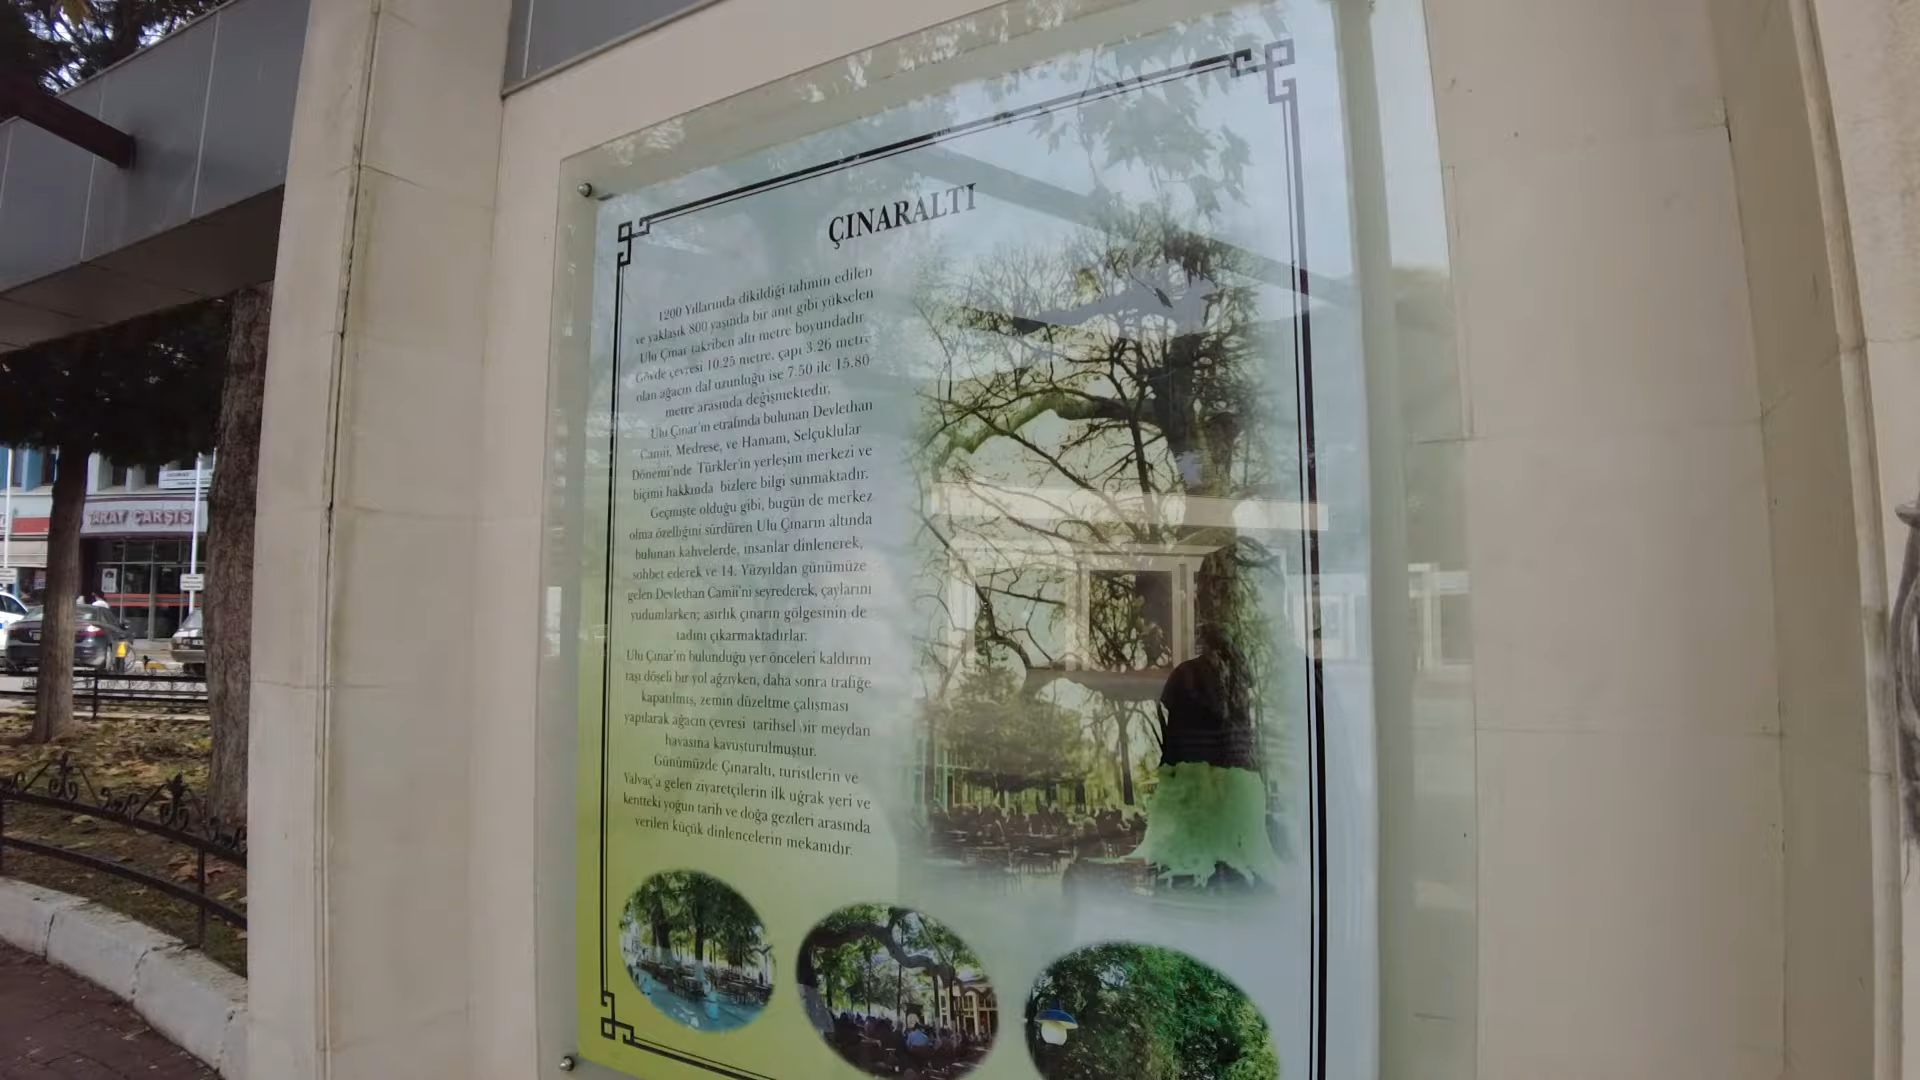 ÇINARALTI
1200 Yıllarında dikildiği tahmin edilen
ve yaklaşık 800 yaşında bir anıt gibi yükselen
Ulu Çınar takriben altı metre boyundadır.
Gövde çevresi 10.25 metre, çapı 3.26 metre
olan ağacın dal uzunluğu ise 7.50 ile 15.80
metre arasında değişmektedir.
Ulu Çınar'ın etrafında bulunan Devlethan
Camii, Medrese, ve Hamam, Selçuklular
Dönemi'nde Türkler'in yerleşim merkezi ve
biçimi hakkında bizlere bilgi sunmaktadır.
Geçmişte olduğu gibi, bugün de merkez
olma özelliğini sürdüren Ulu Çınarın altında
bulunan kahvelerde, insanlar dinlenerek,
sohbet ederek ve 14. Yüzyıldan günümüze
gelen Devlethan Camii'ni seyrederek, çaylarını
yudumlarken; asırlık çınarın gölgesinin de
tadını çıkarmaktadırlar.
Ulu Çınar'ın bulunduğu yer önceleri kaldırım
taşı döşeli bir yol ağzıyken, daha sonra trafiğe
kapatılmış, zemin düzeltme çalışması
yapılarak ağacın çevresi tarihsel bir meydan
havasına kavuşturulmuştur.
Günümüzde Çınaraltı, turistlerin ve
Yalvaç'a gelen ziyaretçilerin ilk uğrak yeri ve
kentteki yoğun tarih ve doğa gezileri arasında
verilen küçük dinlencelerin mekanıdır.
ARAY ÇARŞIS